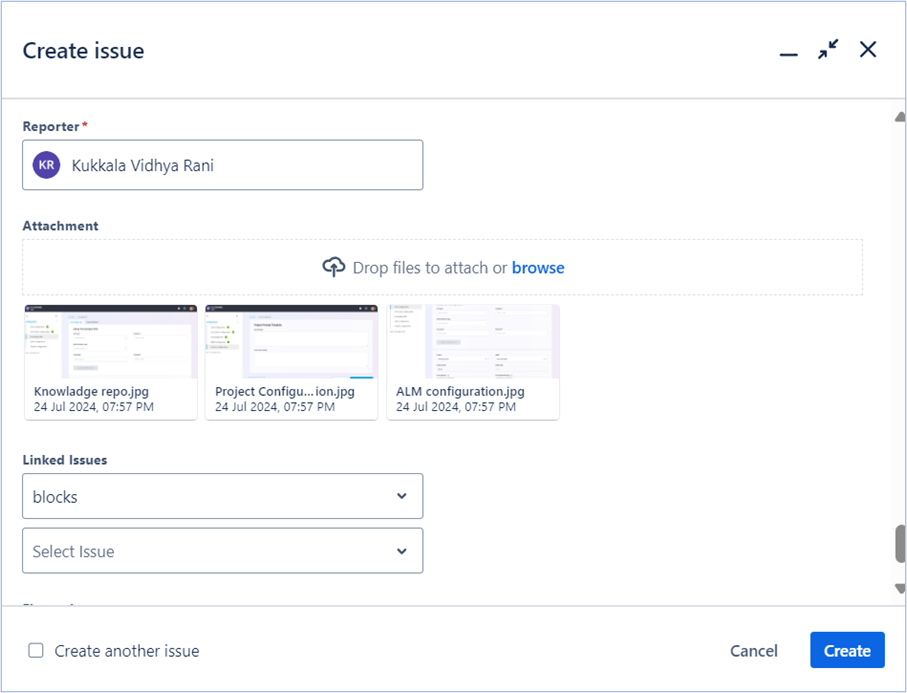 Create issue
Reporter*
KR Kukkala Vidhya Rani
Attachment
Drop files to attach or browse
Knowladge repo.jpg
24 Jul 2024, 07:57 PM
Project Configu...ion.jpg
24 Jul 2024, 07:57 PM
ALM configuration.jpg
24 Jul 2024, 07:57 PM
Linked Issues
blocks
Select Issue
Create another issue
Cancel
Create